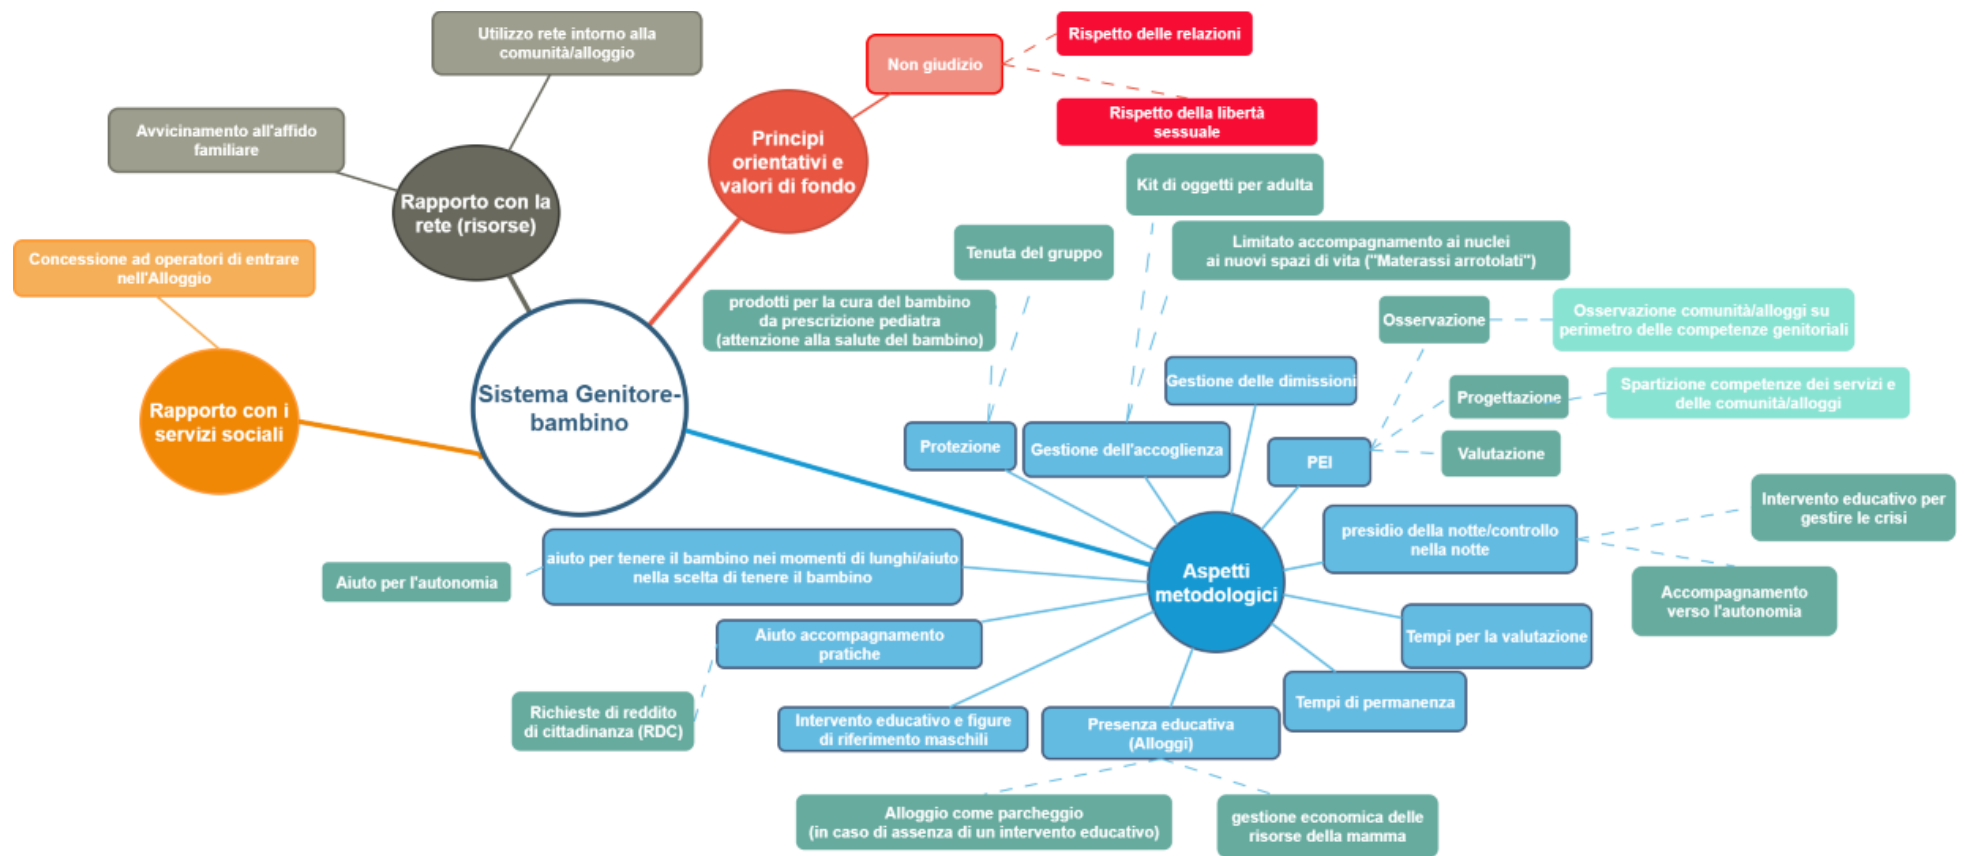 Utilizzo rete intorno alla
comunità/alloggio
Avvicinamento all'affido
familiare
Rapporto con la
rete (risorse)
Concessione ad operatori di entrare
nell'Alloggio
Rapporto con i
servizi sociali
Sistema Genitore-
bambino
Principi
orientativi e
valori di fondo
Non giudizio
Rispetto delle relazioni
Rispetto della libertà
sessuale
Kit di oggetti per adulta
Tenuta del gruppo
Limitato accompagnamento ai nuclei
ai nuovi spazi di vita ("Materassi arrotolati")
prodotti per la cura del bambino
da prescrizione pediatra
(attenzione alla salute del bambino)
Osservazione
Osservazione comunità/alloggi su
perimetro delle competenze genitoriali
Gestione delle dimissioni
Progettazione
Spartizione competenze dei servizi e
delle comunità/alloggi
Protezione
Gestione dell'accoglienza
PEI
Valutazione
Intervento educativo per
gestire le crisi
presidio della notte/controllo
nella notte
Accompagnamento
verso l'autonomia
Aspetti
metodologici
aiuto per tenere il bambino nei momenti di lunghi/aiuto
nella scelta di tenere il bambino
Aiuto per l'autonomia
Aiuto accompagnamento
pratiche
Tempi per la valutazione
Tempi di permanenza
Richieste di reddito
di cittadinanza (RDC)
Intervento educativo e figure
di riferimento maschili
Presenza educativa
(Alloggi)
Alloggio come parcheggio
(in caso di assenza di un intervento educativo)
gestione economica delle
risorse della mamma